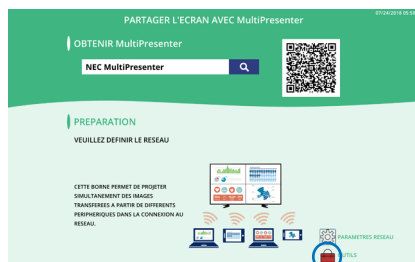 07/24/2018 05:59
PARTAGER L'ECRAN AVEC MultiPresenter
OBTENIR MultiPresenter
NEC MultiPresenter
PREPARATION
VEUILLEZ DEFINIR LE RESEAU
CETTE BORNE PERMET DE PROJETER
SIMULTANEMENT DES IMAGES
TRANSFEREES A PARTIR DE DIFFERENTS
PERIPHERIQUES DANS LA CONNEXION AU
RESEAU.
PARAMETRES RESEAU
OUTILS